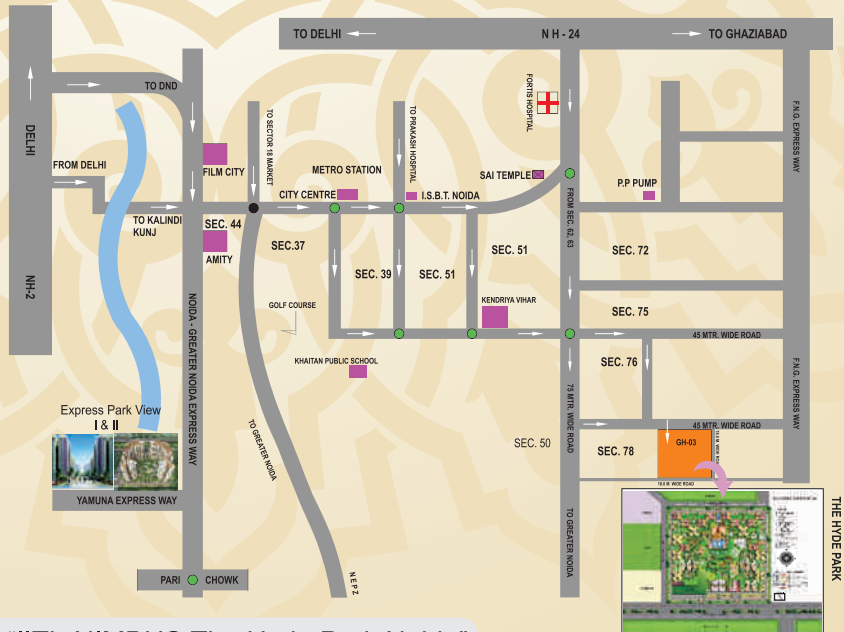 TO DELHI
N H - 24
TO GHAZIABAD
TO DND
DELHI
FROM DELHI
NH-2
TO KALINDI
KUNJ
FILM CITY
SEC. 44
AMITY
TO SECTOR 18 MARKET
METRO STATION
CITY CENTRE
TO PRAKASH HOSPITAL
I.S.B.T. NOIDA
SAI TEMPLE
FORTIS HOSPITAL
FROM SEC. 62, 63
P.P PUMP
F.N.G. EXPRESS WAY
SEC.37
SEC. 39
SEC. 51
SEC. 51
SEC. 72
KENDRIYA VIHAR
GOLF COURSE
SEC. 75
45 MTR. WIDE ROAD
KHAITAN PUBLIC SCHOOL
SEC. 76
F.N.G. EXPRESS WAY
NOIDA - GREATER NOIDA EXPRESS WAY
75 MTR. WIDE ROAD
Express Park View
I & II
TO GREATER NOIDA
45 MTR. WIDE ROAD
SEC. 50
SEC. 78
GH-03
18.0 M. WIDE ROAD
YAMUNA EXPRESS WAY
TO GREATER NOIDA
THE HYDE PARK
PARI CHOWK
N E P Z